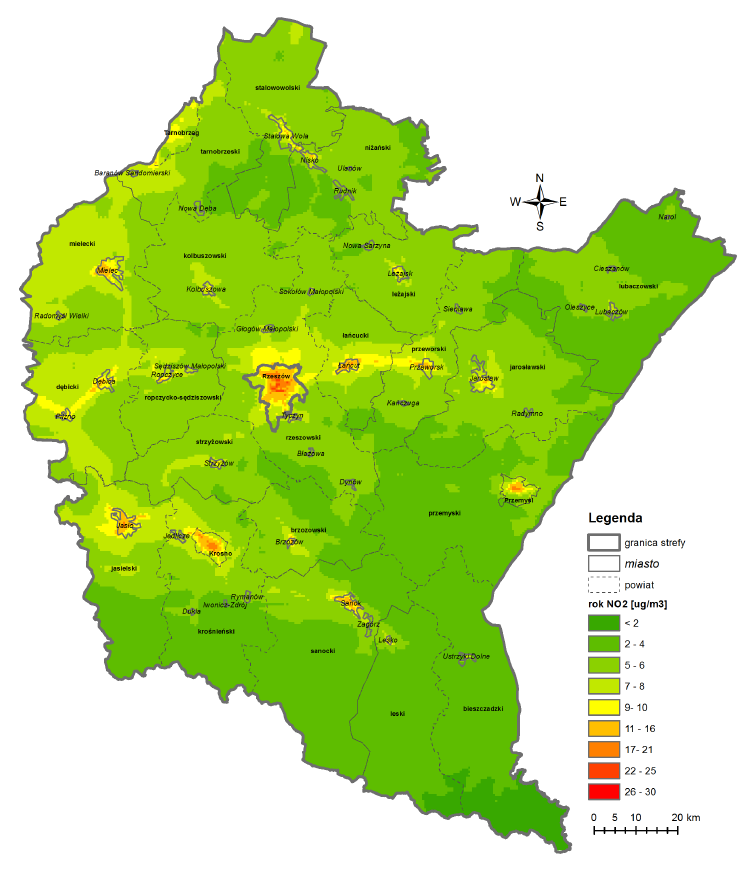 stalowowolski
Tarnobrzeg
Stalowa Wola
tarnobrzeski
niżański
Nisko
Ulanów
Baranów Sandomierski
Rudnik
N
W
E
S
Nowa Dęba
Narol
mielecki
Nowa Sarzyna
kolbuszowski
Mielec
Leżajsk
Cieszanów
Kolbuszowa
Sokołów Małopolski
leżajski
lubaczowski
Radomyśl Wielki
Sieniawa
Oleszyce
Lubaczów
Głogów Małopolski
łańcucki
przeworski
Sędziszów Małopolski
Łańcut
Przeworsk
jarosławski
Ropczyce
Rzeszów
Jarosław
dębicki
Dębica
ropczycko-sędziszowski
Kańczuga
Pilzno
Tyczyn
Radymno
strzyżowski
rzeszowski
Błażowa
Strzyżów
Dynów
Przemyśl
przemyski
Jasło
Jedlicze
brzozowski
Brzozów
Krosno
jasielski
Rymanów
Iwonicz-Zdrój
Sanok
Dukla
Zagórz
krośnieński
Lesko
sanocki
Ustrzyki Dolne
leski
bieszczadzki
Legenda
granica strefy
miasto
powiat
rok NO2 [ug/m3]
< 2
2 - 4
5 - 6
7 - 8
9- 10
11 - 16
17- 21
22 - 25
26 - 30
0 5 10 20 km